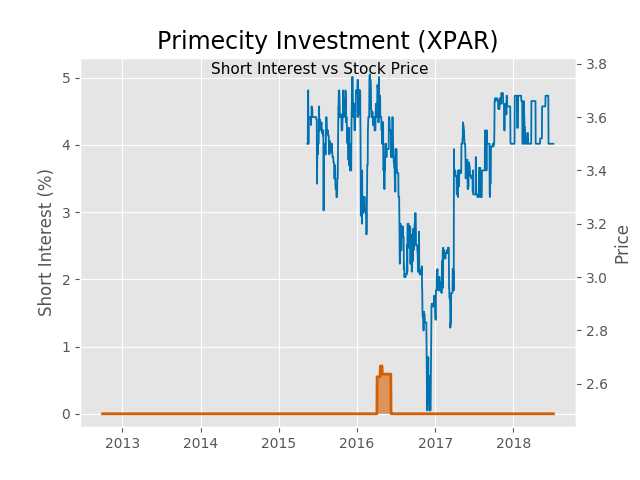 Primecity Investment (XPAR)
Short Interest vs Stock Price
Short Interest (%)
5
4
3
2
1
0
3.8
3.6
3.4
3.2
3.0
2.8
2.6
Price
2013 2014 2015 2016 2017 2018